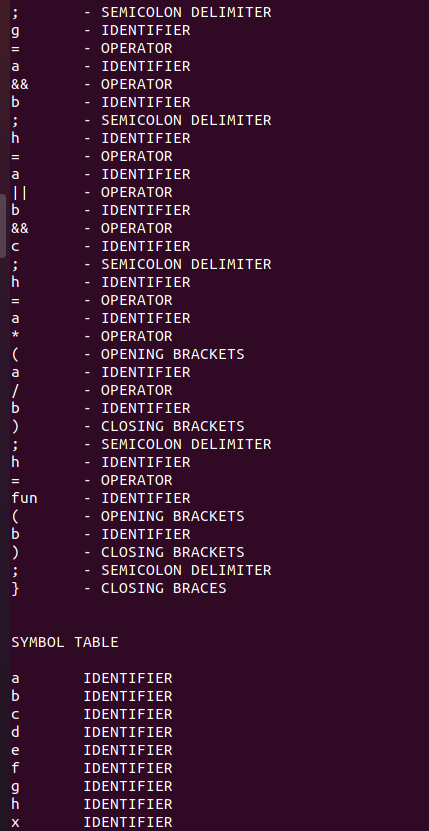 ; - SEMICOLON DELIMITER
g - IDENTIFIER
= - OPERATOR
a - IDENTIFIER
&& - OPERATOR
b - IDENTIFIER
; - SEMICOLON DELIMITER
h - IDENTIFIER
= - OPERATOR
a - IDENTIFIER
|| - OPERATOR
b - IDENTIFIER
&& - OPERATOR
c - IDENTIFIER
; - SEMICOLON DELIMITER
h - IDENTIFIER
= - OPERATOR
a - IDENTIFIER
* - OPERATOR
( - OPENING BRACKETS
a - IDENTIFIER
/ - OPERATOR
b - IDENTIFIER
) - CLOSING BRACKETS
; - SEMICOLON DELIMITER
h - IDENTIFIER
= - OPERATOR
fun - IDENTIFIER
( - OPENING BRACKETS
b - IDENTIFIER
) - CLOSING BRACKETS
; - SEMICOLON DELIMITER
} - CLOSING BRACES
SYMBOL TABLE
a IDENTIFIER
b IDENTIFIER
c IDENTIFIER
d IDENTIFIER
e IDENTIFIER
f IDENTIFIER
g IDENTIFIER
h IDENTIFIER
x IDENTIFIER